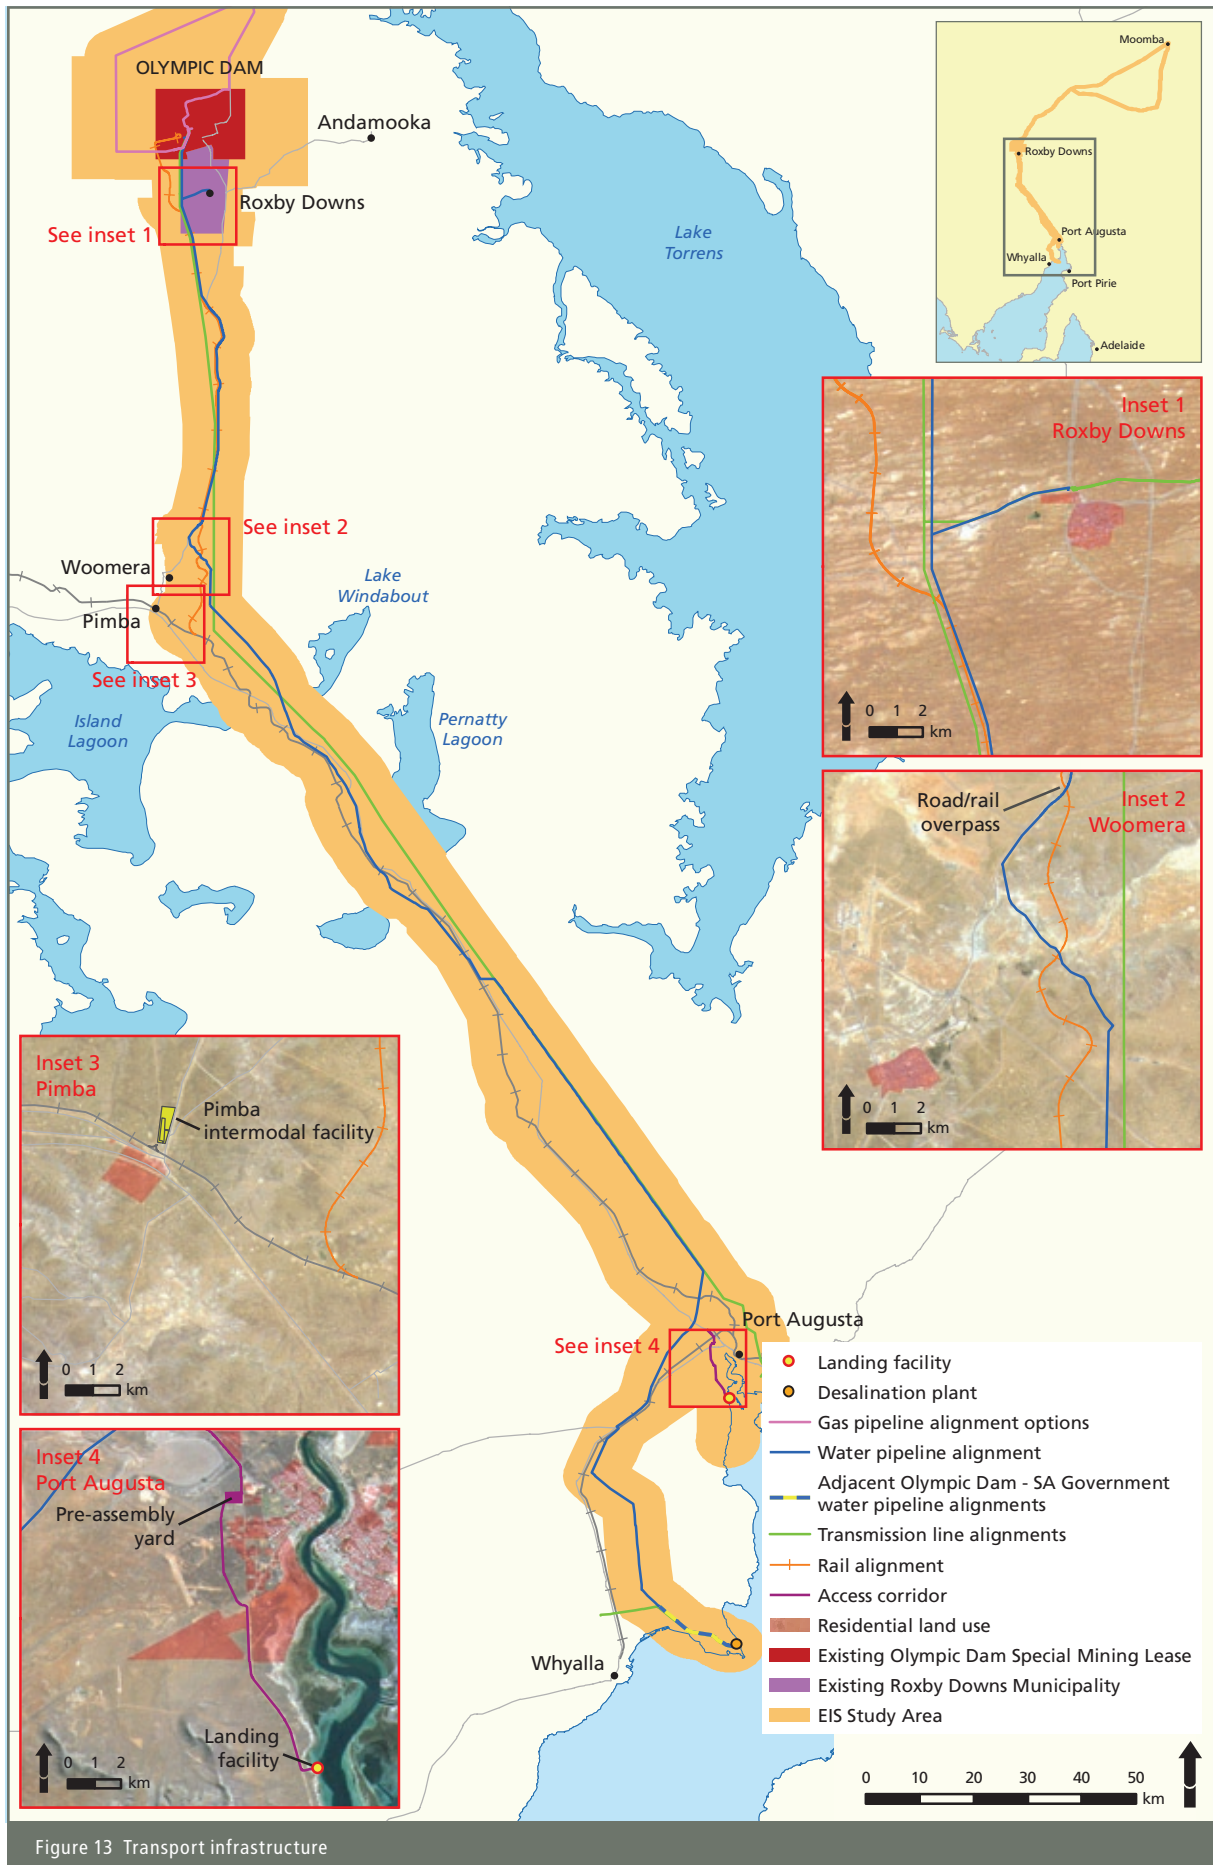 OLYMPIC DAM
Andamooka
Roxby Downs
See inset 1
Lake
Torrens
See inset 2
Woomera
Lake
Windabout
Pimba
See inset 3
Island
Lagoon
Pernatty
Lagoon
Port Augusta
See inset 4
Whyalla
Moomba
Roxby Downs
Port Augusta
Whyalla
Port Pirie
Adelaide
Inset 1
Roxby Downs
0 1 2
km
Road/rail
overpass
Inset 2
Woomera
0 1 2
km
Inset 3
Pimba
Pimba
intermodal facility
0 1 2
km
Inset 4
Port Augusta
Pre-assembly
yard
Landing
facility
0 1 2
km
Landing facility
Desalination plant
Gas pipeline alignment options
Water pipeline alignment
Adjacent Olympic Dam - SA Government
water pipeline alignments
Transmission line alignments
Rail alignment
Access corridor
Residential land use
Existing Olympic Dam Special Mining Lease
Existing Roxby Downs Municipality
EIS Study Area
0 10 20 30 40 50
km
Figure 13 Transport infrastructure